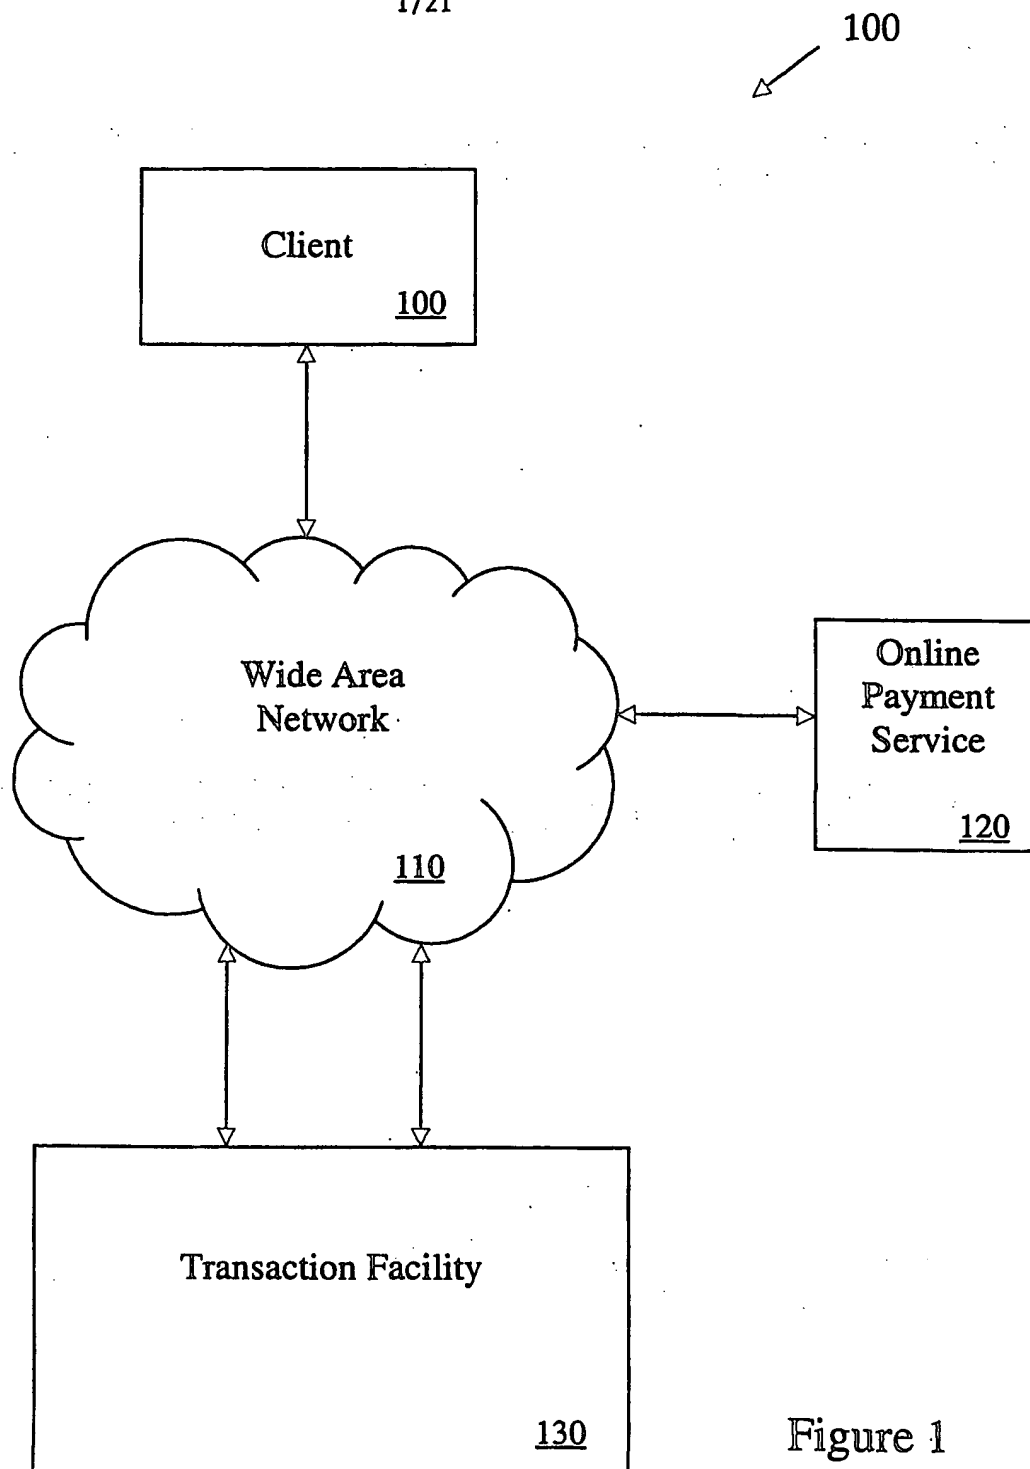 1/21
100
Client
100
Wide Area
Network
110
Online
Payment
Service
120
Transaction Facility
130
Figure 1